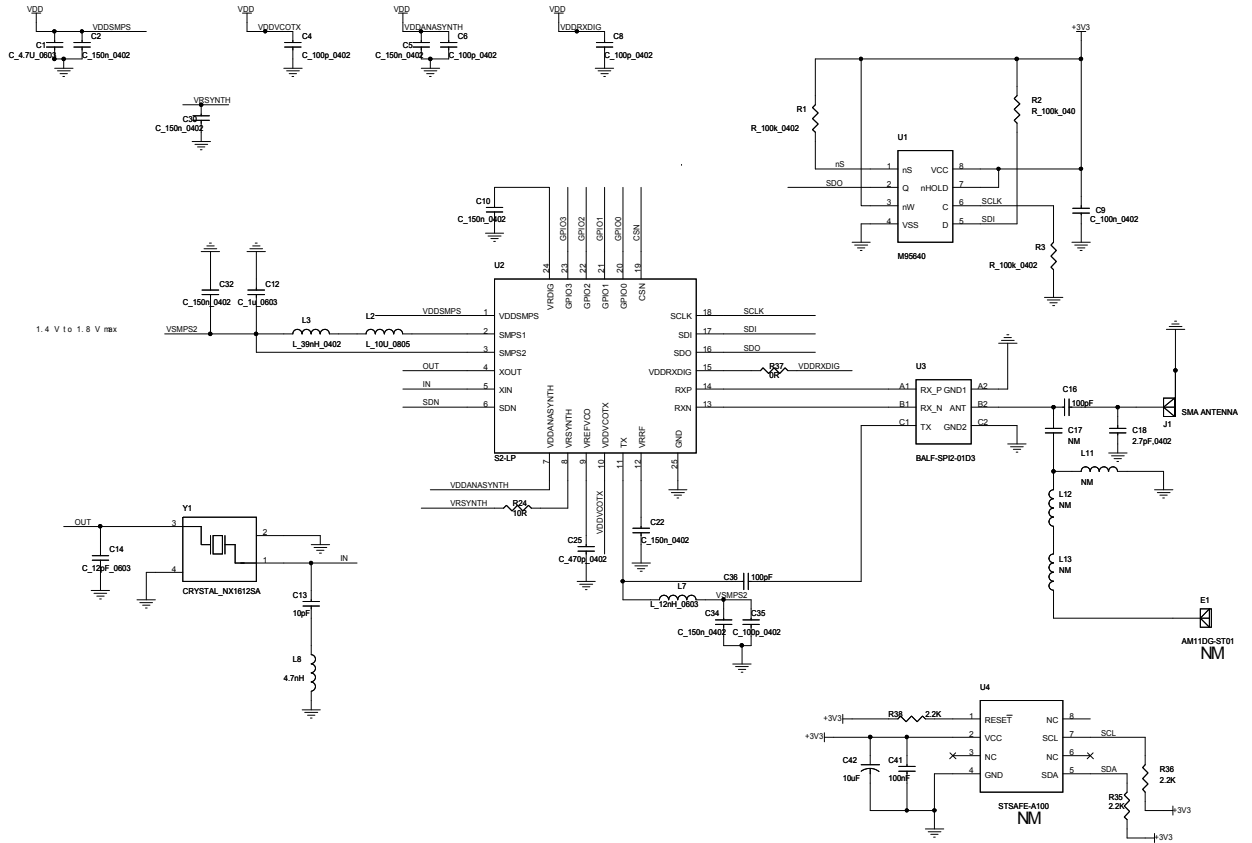 VDD
VDDSMPS
C1
C_4.7U_0603
C2
C_150n_0402
VDD
VDDVCOTX
C4
C_100p_0402
VDD
VDDANASYNTH
C5
C_150n_0402
C6
C_100p_0402
VDD
VDDRXDIG
C8
C_100p_0402
VRSYNTH
C30
C_150n_0402
+3V3
R1
R_100k_0402
R2
R_100k_040
U1
nS
1 nS
VCC 8
SDO
2 Q
nHOLD 7
3 nW
C 6
SCLK
4 VSS
D 5
SDI
M95640
C9
C_100n_0402
R3
R_100k_0402
C10
C_150n_0402
GPIO3
GPIO2
GPIO1
GPIO0
CSN
24
23
22
21
20
19
U2
VRDIG
GPIO3
GPIO2
GPIO1
GPIO0
CSN
C32
C_150n_0402
C12
C_1u_0603
1.4 V to 1.8 V max
VSMPS2
L3
L_39nH_0402
L2
L_10U_0805
VDDSMPS
1 VDDSMPS
2 SMPS1
3 SMPS2
OUT
4 XOUT
IN
5 XIN
SDN
6 SDN
SCLK 18
SCLK
SDI 17
SDI
SDO 16
SDO
VDDRXDIG 15
R37
0R
VDDRXDIG
RXP 14
RXN 13
VDDANASYNTH
VRSYNTH
VREFVCO
VDDVCOTX
TX
VRRF
GND
S2-LP
7
8
9
10
11
12
25
VDDANASYNTH
VRSYNTH
R24
10R
VDDVCOTX
C25
C_470p_0402
C22
C_150n_0402
U3
A1 RX_P
GND1 A2
B1 RX_N
ANT B2
C1 TX
GND2 C2
BALF-SPI2-01D3
C16
100pF
SMA ANTENNA
J1
C17
NM
C18
2.7pF,0402
L11
NM
L12
NM
L13
NM
E1
AM11DG-ST01
NM
Y1
OUT
3
2
1
4
IN
C14
C_12pF_0603
CRYSTAL_NX1612SA
C13
10pF
L8
4.7nH
C36
100pF
L7
L_12nH_0603
VSMPS2
C34
C_150n_0402
C35
C_100p_0402
U4
+3V3
R38
2.2K
1 RESET
NC 8
+3V3
2 VCC
SCL 7
SCL
3 NC
NC 6
4 GND
SDA 5
SDA
C42
10uF
C41
100nF
R36
2.2K
R35
2.2K
+3V3
+3V3
STSAFE-A100
NM